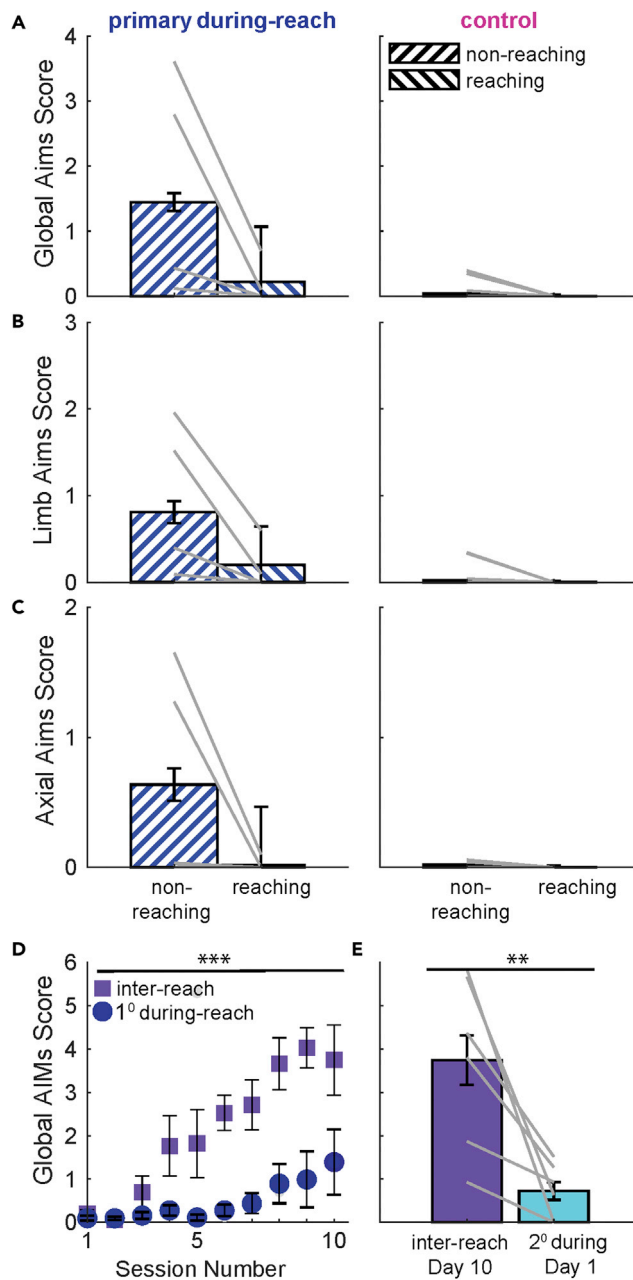 A
primary during-reach
control
non-reaching
reaching
Global Aims Score
4
3
2
1
0
B
Limb Aims Score
3
2
1
0
C
Axial Aims Score
2
1
0
non-
reaching
reaching
non-
reaching
reaching
D
***
inter-reach
1⁰ during-reach
Global AIMs Score
6
5
4
3
2
1
0
1
5
10
Session Number
E
**
inter-reach
Day 10
2⁰ during
Day 1